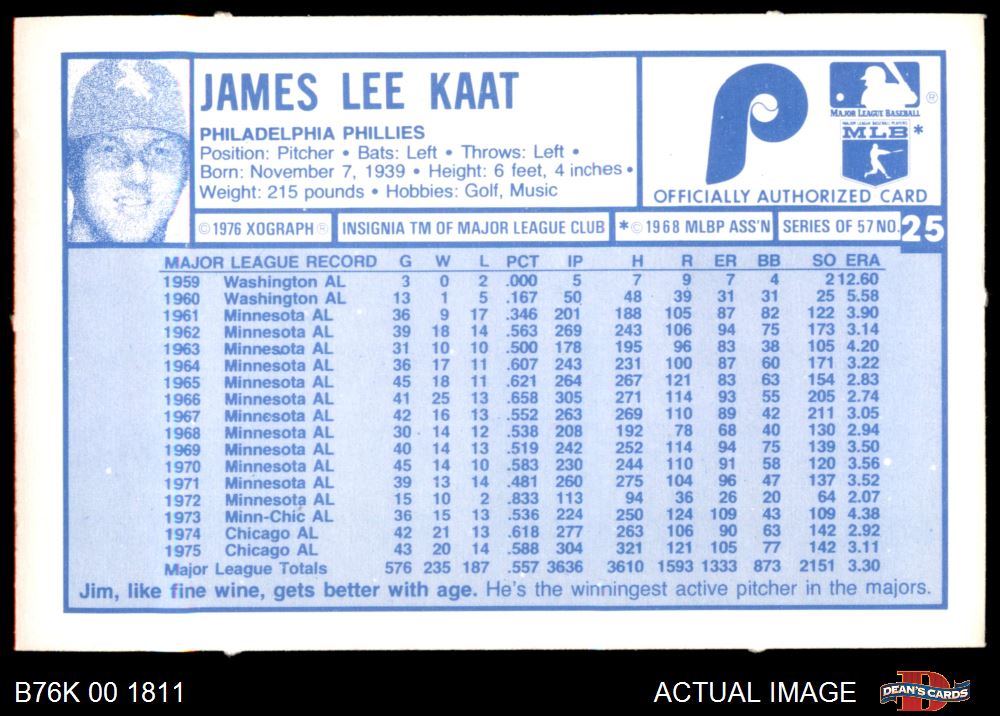 JAMES LEE KAAT
PHILADELPHIA PHILLIES
Position: Pitcher • Bats: Left • Throws: Left •
Born: November 7, 1939 • Height: 6 feet, 4 inches •
Weight: 215 pounds • Hobbies: Golf, Music
P
MAJOR LEAGUE BASEBALL ®
MAJOR LEAGUE BASEBALL PLAYERS
MLB*
OFFICIALLY AUTHORIZED CARD
© 1976 XOGRAPH ® INSIGNIA TM OF MAJOR LEAGUE CLUB *© 1968 MLBP ASS'N SERIES OF 57 NO. 25
MAJOR LEAGUE RECORD G W L PCT IP H R ER BB SO ERA
1959 Washington AL 3 0 2 .000 5 7 9 7 4 2 12.60
1960 Washington AL 13 1 5 .167 50 48 39 31 31 25 5.58
1961 Minnesota AL 36 9 17 .346 201 188 105 87 82 122 3.90
1962 Minnesota AL 39 18 14 .563 269 243 106 94 75 173 3.14
1963 Minnesota AL 31 10 10 .500 178 195 96 83 38 105 4.20
1964 Minnesota AL 36 17 11 .607 243 231 100 87 60 171 3.22
1965 Minnesota AL 45 18 11 .621 264 267 121 83 63 154 2.83
1966 Minnesota AL 41 25 13 .658 305 271 114 93 55 205 2.74
1967 Minnesota AL 42 16 13 .552 263 269 110 89 42 211 3.05
1968 Minnesota AL 30 14 12 .538 208 192 78 68 40 130 2.94
1969 Minnesota AL 40 14 13 .519 242 252 114 94 75 139 3.50
1970 Minnesota AL 45 14 10 .583 230 244 110 91 58 120 3.56
1971 Minnesota AL 39 13 14 .481 260 275 104 96 47 137 3.52
1972 Minnesota AL 15 10 2 .833 113 94 36 26 20 64 2.07
1973 Minn-Chic AL 36 15 13 .536 224 250 124 109 43 109 4.38
1974 Chicago AL 42 21 13 .618 277 263 106 90 63 142 2.92
1975 Chicago AL 43 20 14 .588 304 321 121 105 77 142 3.11
Major League Totals 576 235 187 .557 3636 3610 1593 1333 873 2151 3.30
Jim, like fine wine, gets better with age. He's the winningest active pitcher in the majors.
B76K 00 1811
ACTUAL IMAGE
DEAN'S CARDS